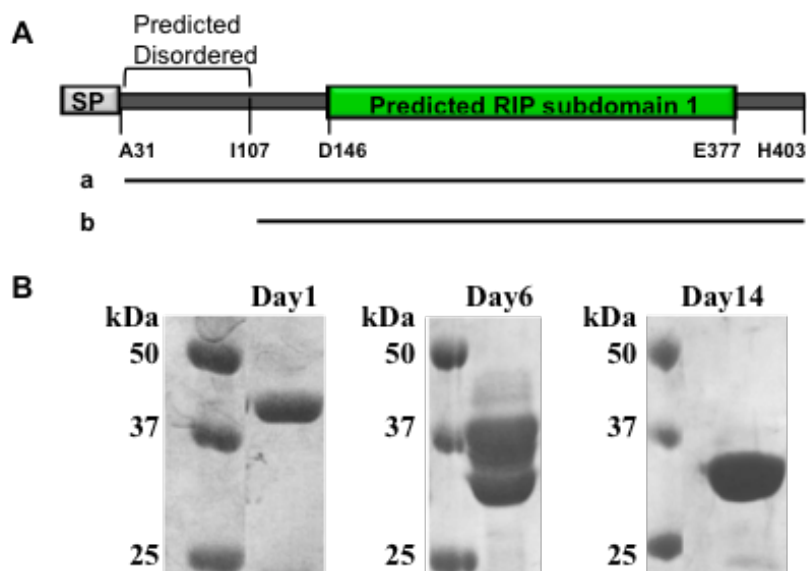 A
Predicted
Disordered
SP
Predicted RIP subdomain 1
A31 I107 D146 E377 H403
a
b
B
Day1 Day6 Day14
kDa kDa kDa
50 50 50
37 37 37
25 25 25